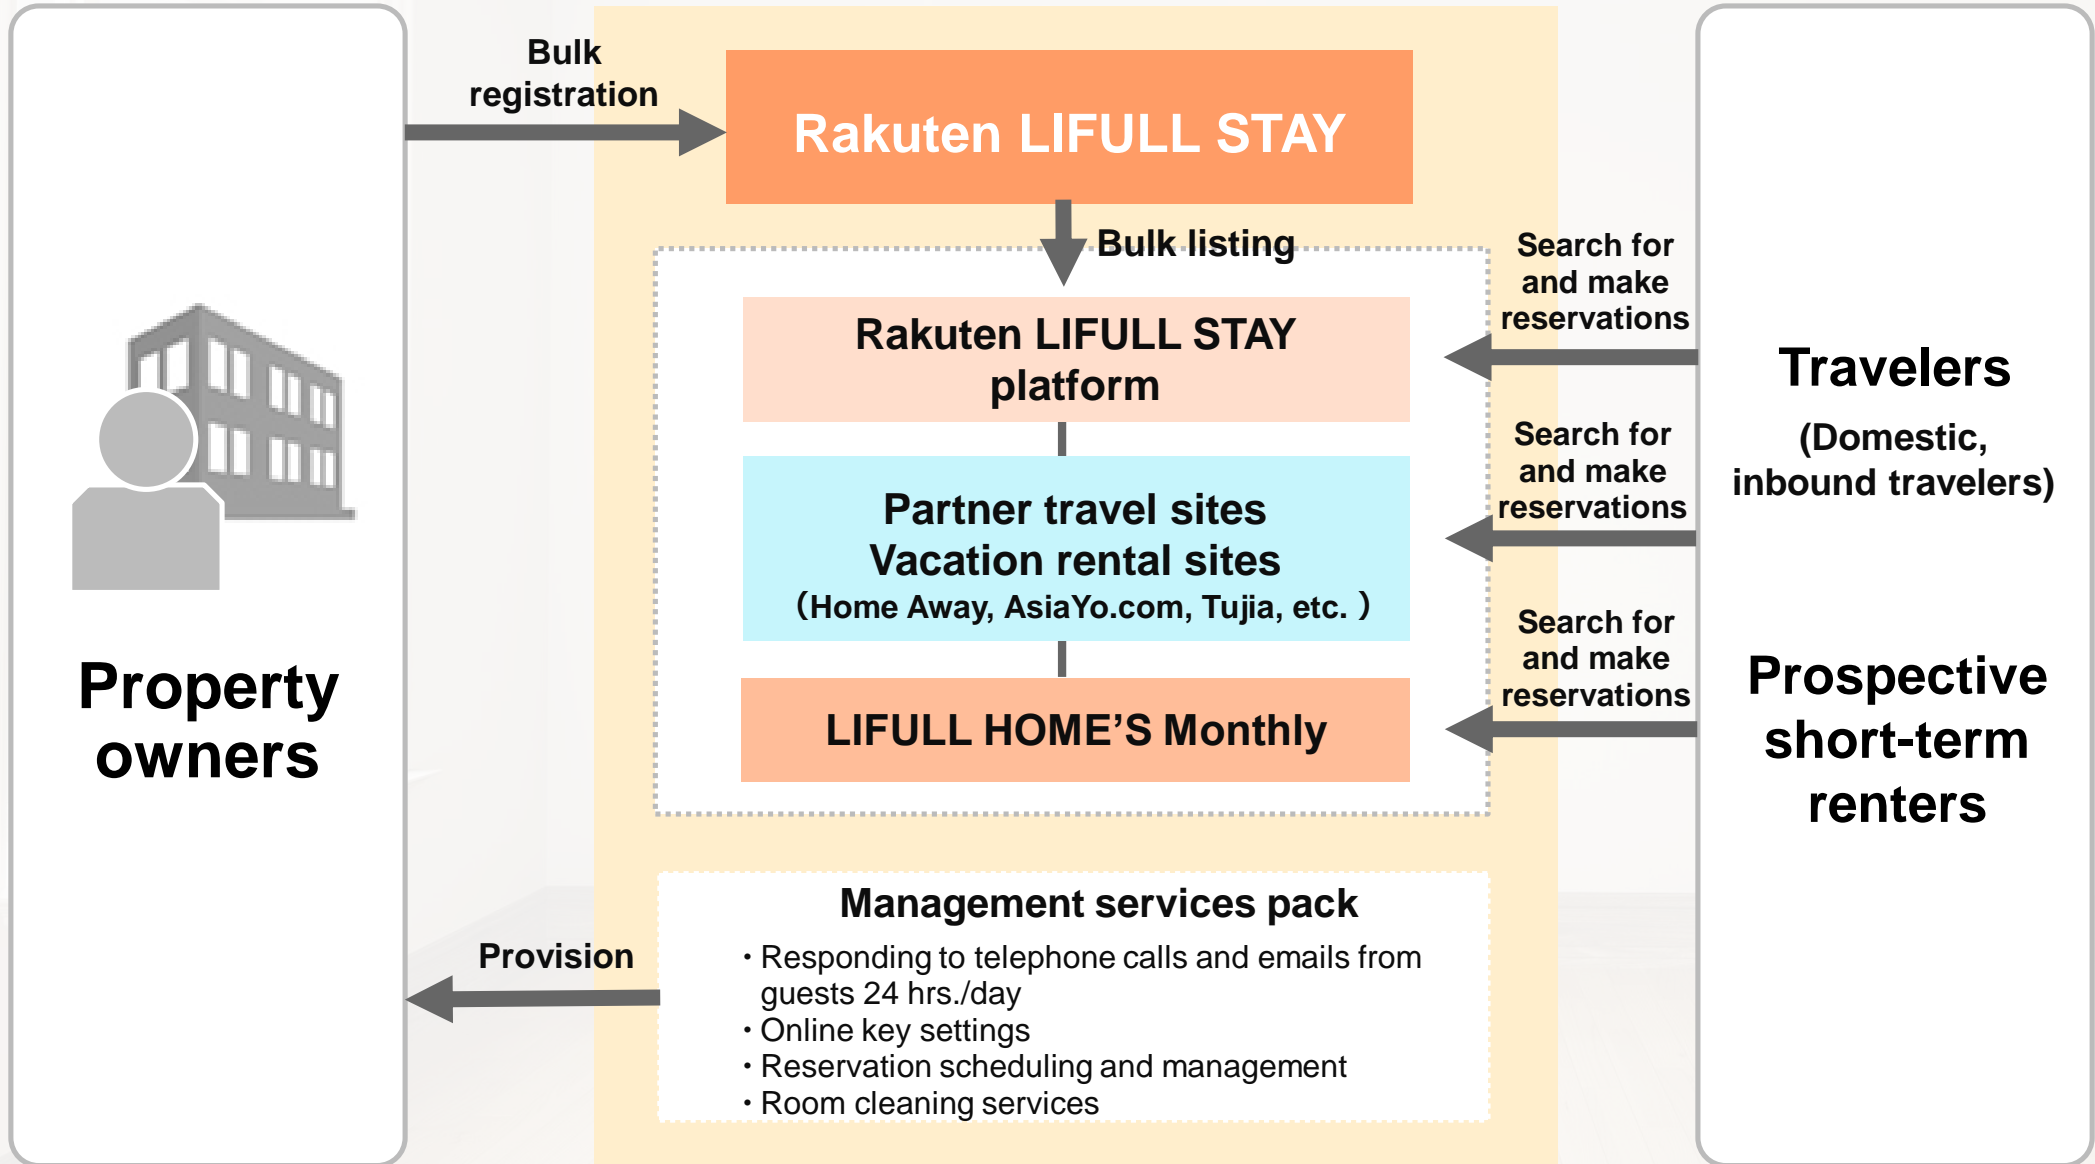 Property
owners
Bulk
registration
Rakuten LIFULL STAY
Bulk listing
Rakuten LIFULL STAY
platform
Partner travel sites
Vacation rental sites
（Home Away, AsiaYo.com, Tujia, etc. ）
LIFULL HOME’S Monthly
Search for
and make
reservations
Search for
and make
reservations
Search for
and make
reservations
Travelers
(Domestic,
inbound travelers)
Prospective
short-term
renters
Provision
Management services pack
・Responding to telephone calls and emails from
guests 24 hrs./day
・Online key settings
・Reservation scheduling and management
・Room cleaning services